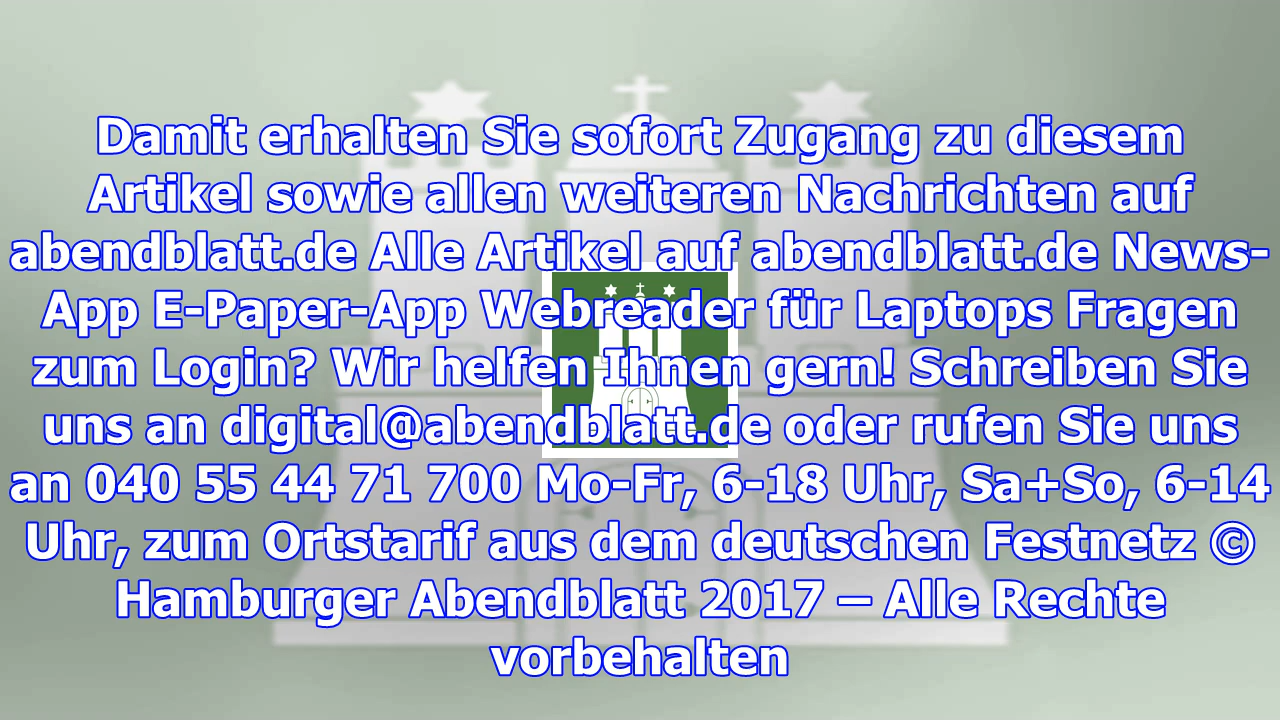 Damit erhalten Sie sofort Zugang zu diesem
Artikel sowie allen weiteren Nachrichten auf
abendblatt.de Alle Artikel auf abendblatt.de News-
App E-Paper-App Webreader für Laptops Fragen
zum Login? Wir helfen Ihnen gern! Schreiben Sie
uns an digital@abendblatt.de oder rufen Sie uns
an 040 55 44 71 700 Mo-Fr, 6-18 Uhr, Sa+So, 6-14
Uhr, zum Ortstarif aus dem deutschen Festnetz ©
Hamburger Abendblatt 2017 – Alle Rechte
vorbehalten